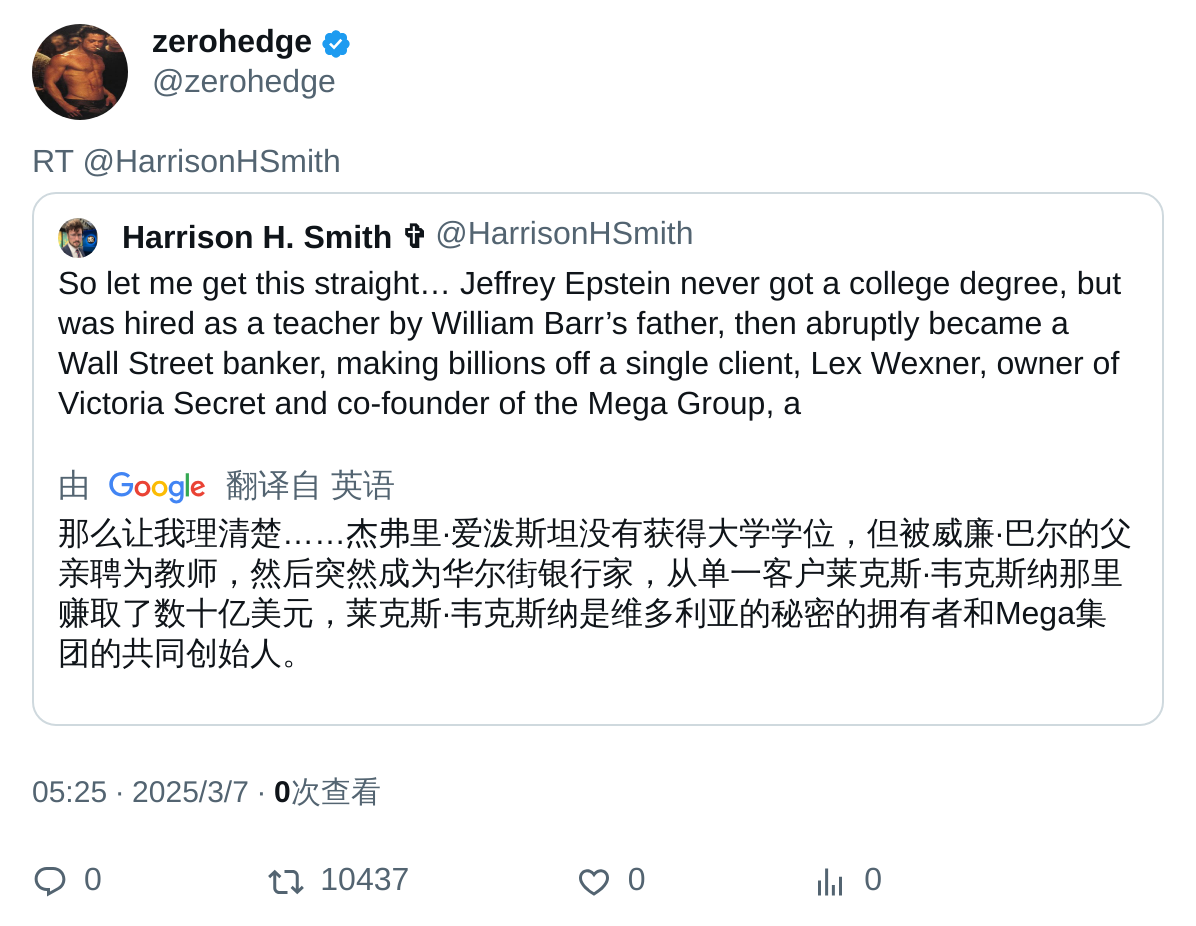 zerohedge
@zerohedge
RT @HarrisonHSmith
Harrison H. Smith ✞ @HarrisonHSmith
So let me get this straight… Jeffrey Epstein never got a college degree, but
was hired as a teacher by William Barr’s father, then abruptly became a
Wall Street banker, making billions off a single client, Lex Wexner, owner of
Victoria Secret and co-founder of the Mega Group, a
由 Google 翻译自 英语
那么让我理清楚……杰弗里·爱泼斯坦没有获得大学学位，但被威廉·巴尔的父
亲聘为教师，然后突然成为华尔街银行家，从单一客户莱克斯·韦克斯纳那里
赚取了数十亿美元，莱克斯·韦克斯纳是维多利亚的秘密的拥有者和Mega集
团的共同创始人。
05:25 · 2025/3/7 · 0次查看
0 10437 0 0